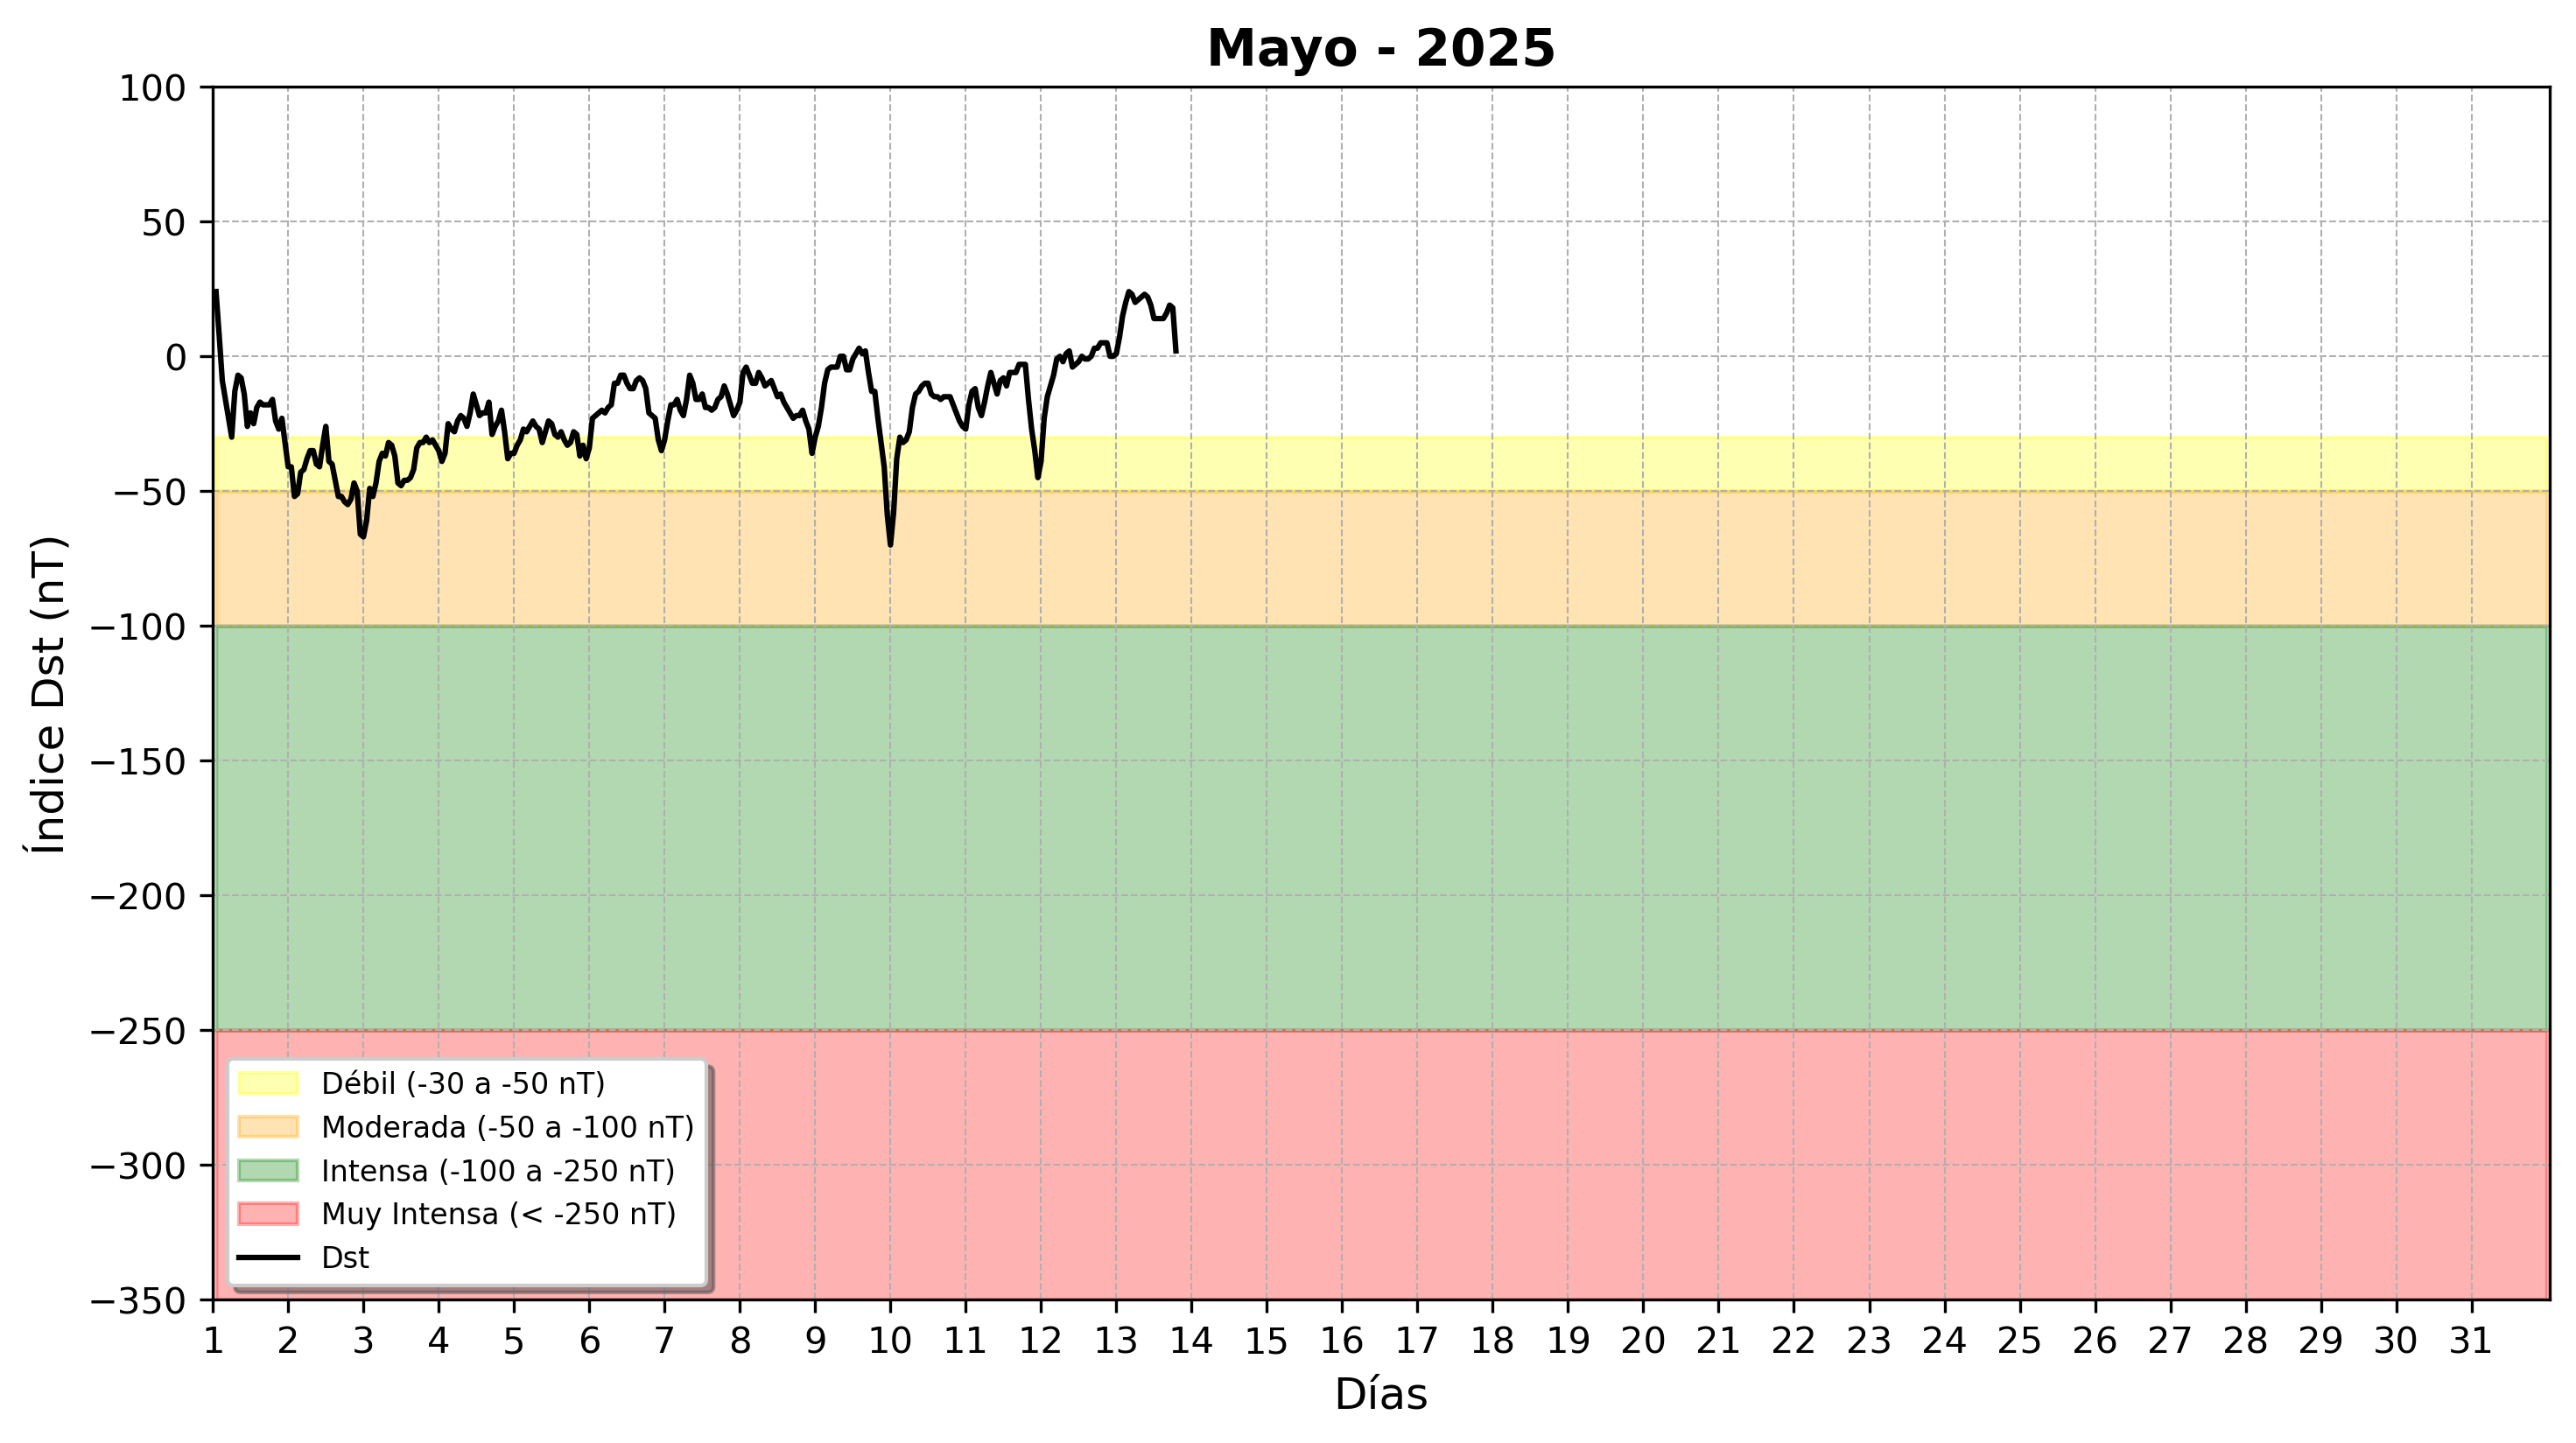 Mayo - 2025
100
50
0
−50
−100
−150
−200
−250
−300
−350
Índice Dst (nT)
Débil (-30 a -50 nT)
Moderada (-50 a -100 nT)
Intensa (-100 a -250 nT)
Muy Intensa (< -250 nT)
Dst
1 2 3 4 5 6 7 8 9 10 11 12 13 14 15 16 17 18 19 20 21 22 23 24 25 26 27 28 29 30 31
Días